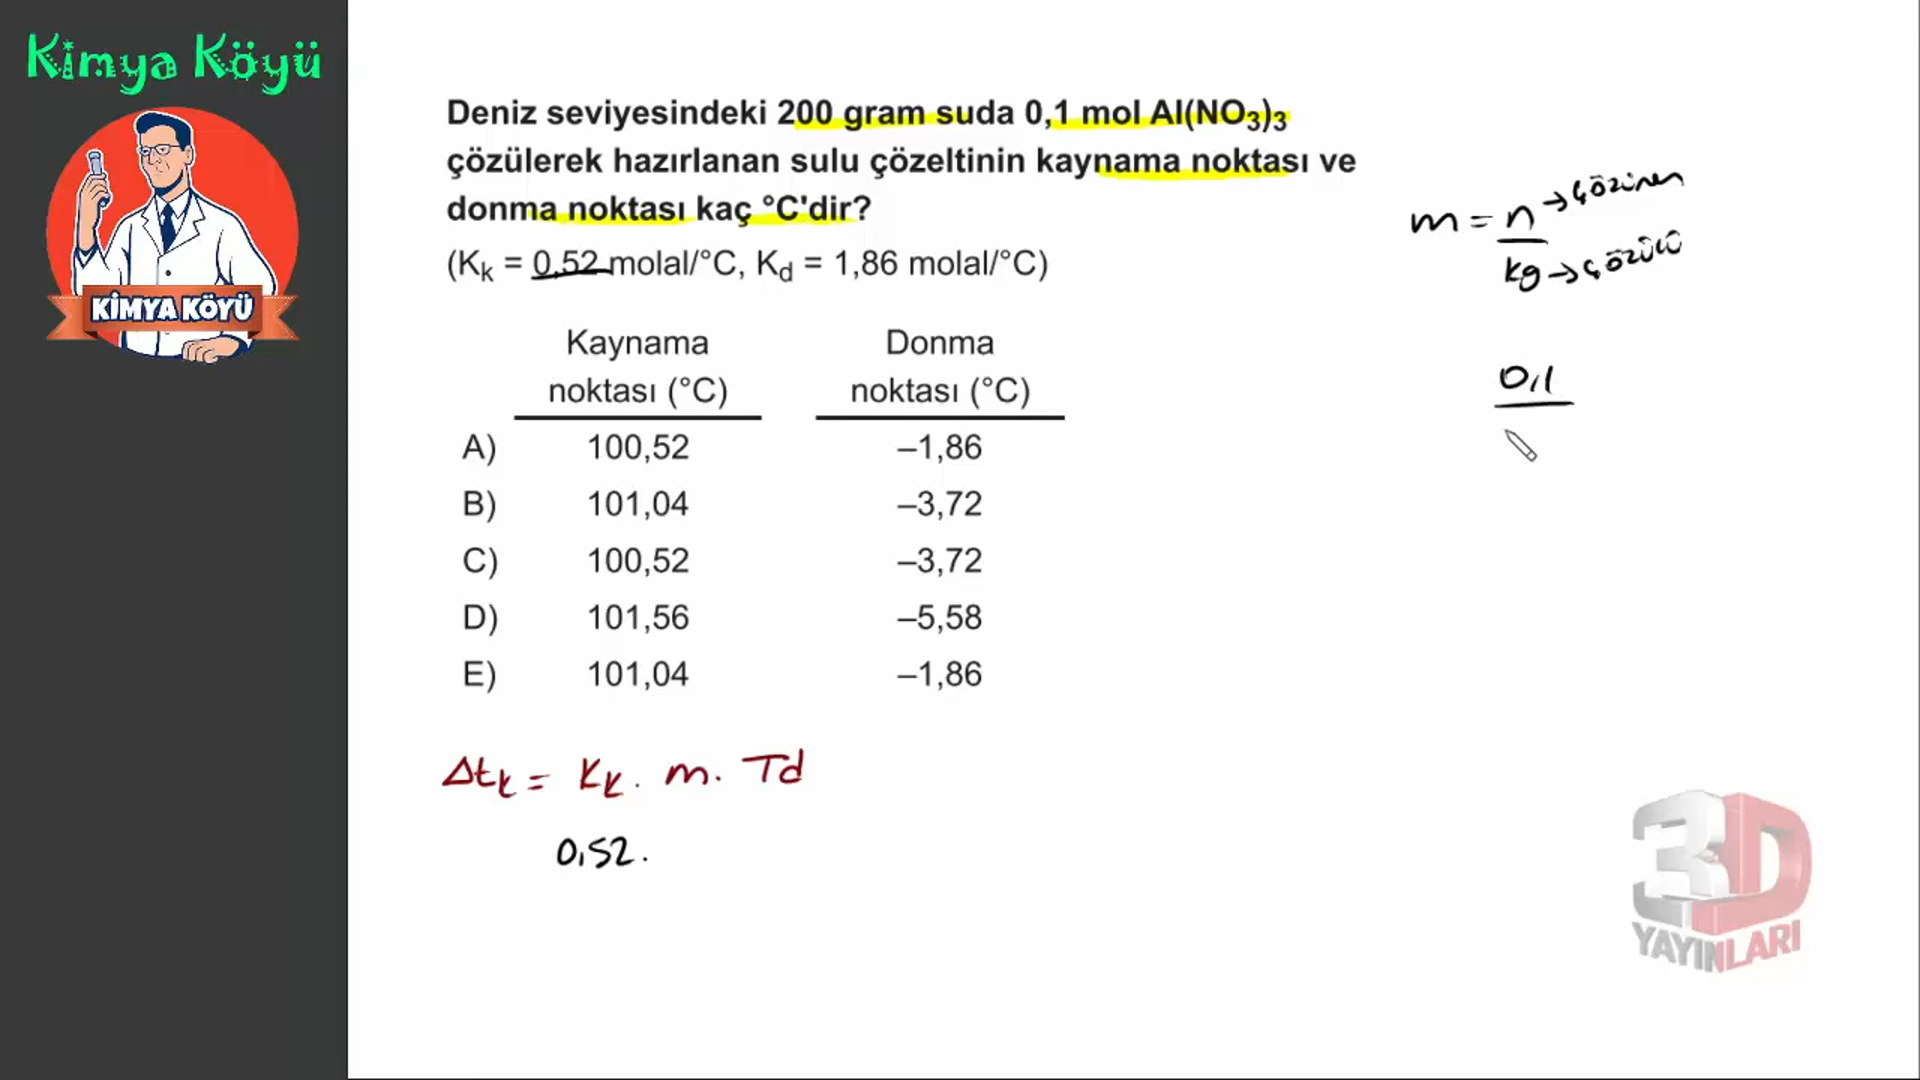 Kimya Köyü
KİMYA KÖYÜ
Deniz seviyesindeki 200 gram suda 0,1 mol Al(NO₃)₃
çözülerek hazırlanan sulu çözeltinin kaynama noktası ve
donma noktası kaç °C'dir?
(Kk = 0,52 molal/°C, Kd = 1,86 molal/°C)
Kaynama noktası (°C) Donma noktası (°C)
A) 100,52 –1,86
B) 101,04 –3,72
C) 100,52 –3,72
D) 101,56 –5,58
E) 101,04 –1,86
Δtk = Kk. m. Td
0,52.
m = n → çözünen
kg → çözücü
0,1
3D
YAYINLARI